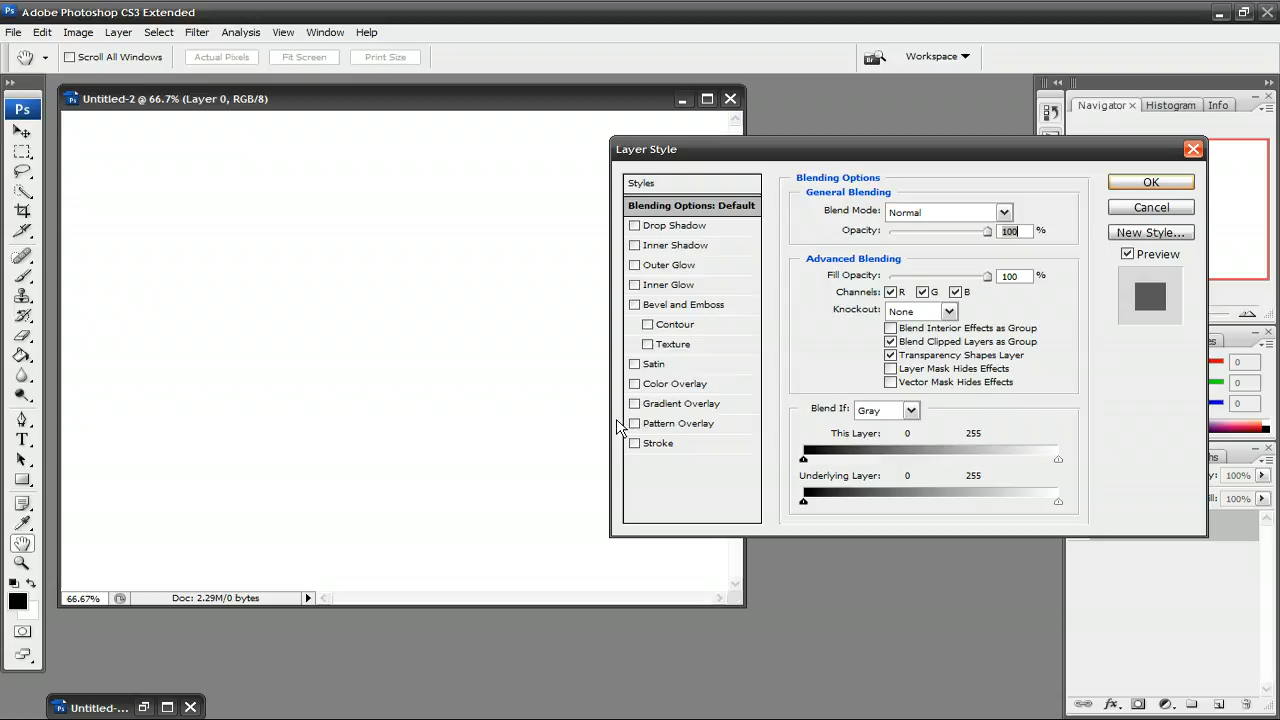 Ps Adobe Photoshop CS3 Extended
File Edit Image Layer Select Filter Analysis View Window Help
Scroll All Windows Actual Pixels Fit Screen Print Size Workspace
Ps
Untitled-2 @ 66.7% (Layer 0, RGB/8)
Navigator Histogram Info
Layer Style
Styles
Blending Options: Default
Drop Shadow
Inner Shadow
Outer Glow
Inner Glow
Bevel and Emboss
Contour
Texture
Satin
Color Overlay
Gradient Overlay
Pattern Overlay
Stroke
Blending Options
General Blending
Blend Mode: Normal
Opacity: 100 %
Advanced Blending
Fill Opacity: 100 %
Channels: R G B
Knockout: None
Blend Interior Effects as Group
Blend Clipped Layers as Group
Transparency Shapes Layer
Layer Mask Hides Effects
Vector Mask Hides Effects
Blend If: Gray
This Layer: 0 255
Underlying Layer: 0 255
OK
Cancel
New Style...
Preview
0
0
0
100%
100%
66.67% Doc: 2.29M/0 bytes
Untitled-...